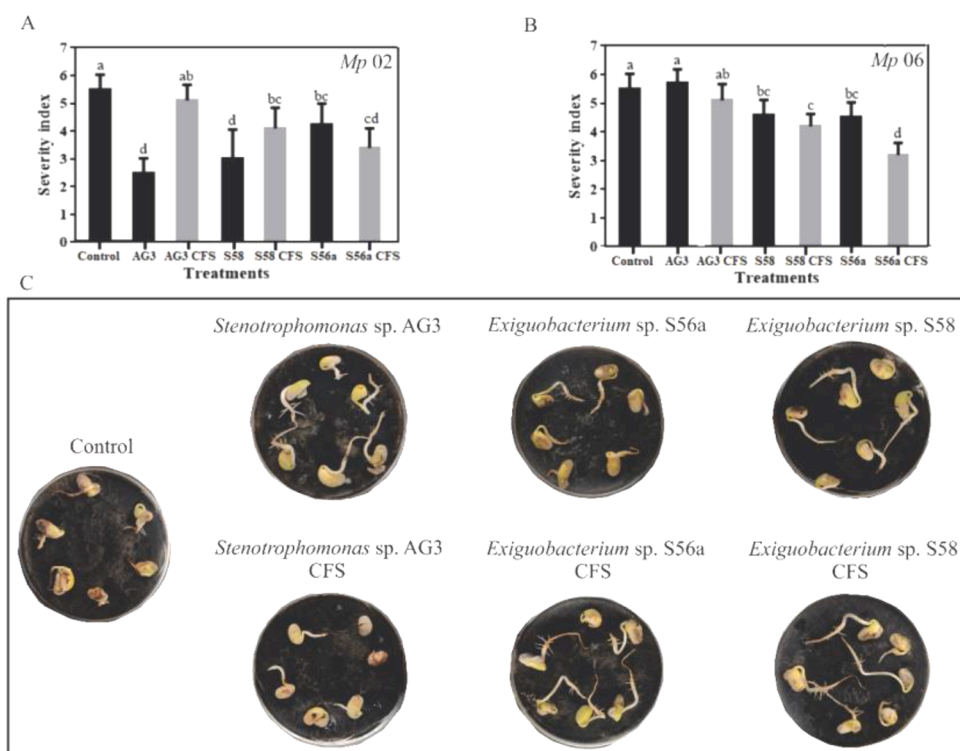 A
Mp 02
Severity index
7
6
5
4
3
2
1
0
a
d
ab
d
bc
bc
cd
Control AG3 AG3 CFS S58 S58 CFS S56a S56a CFS
Treatments
B
Mp 06
Severity index
7
6
5
4
3
2
1
0
a
a
ab
bc
c
bc
d
Control AG3 AG3 CFS S58 S58 CFS S56a S56a CFS
Treatments
C
Control
Stenotrophomonas sp. AG3
Exiguobacterium sp. S56a
Exiguobacterium sp. S58
Stenotrophomonas sp. AG3
CFS
Exiguobacterium sp. S56a
CFS
Exiguobacterium sp. S58
CFS